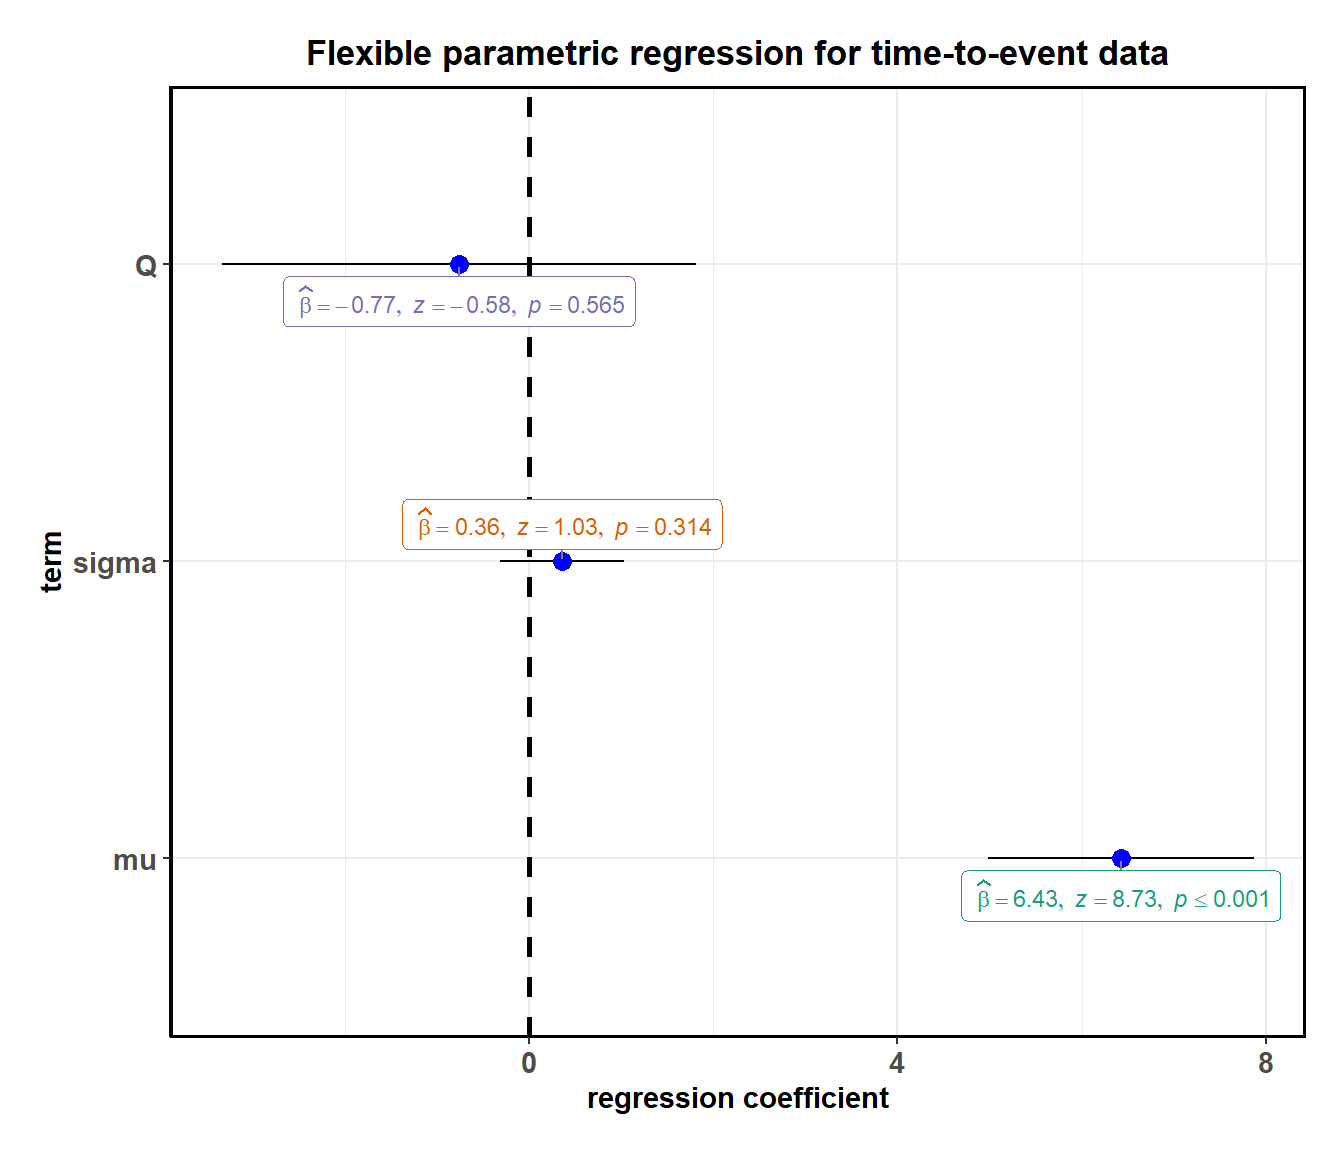 Flexible parametric regression for time-to-event data
Q
β̂ = −0.77, z = −0.58, p = 0.565
β̂ = 0.36, z = 1.03, p = 0.314
term
sigma
mu
β̂ = 6.43, z = 8.73, p ≤ 0.001
0 4 8
regression coefficient